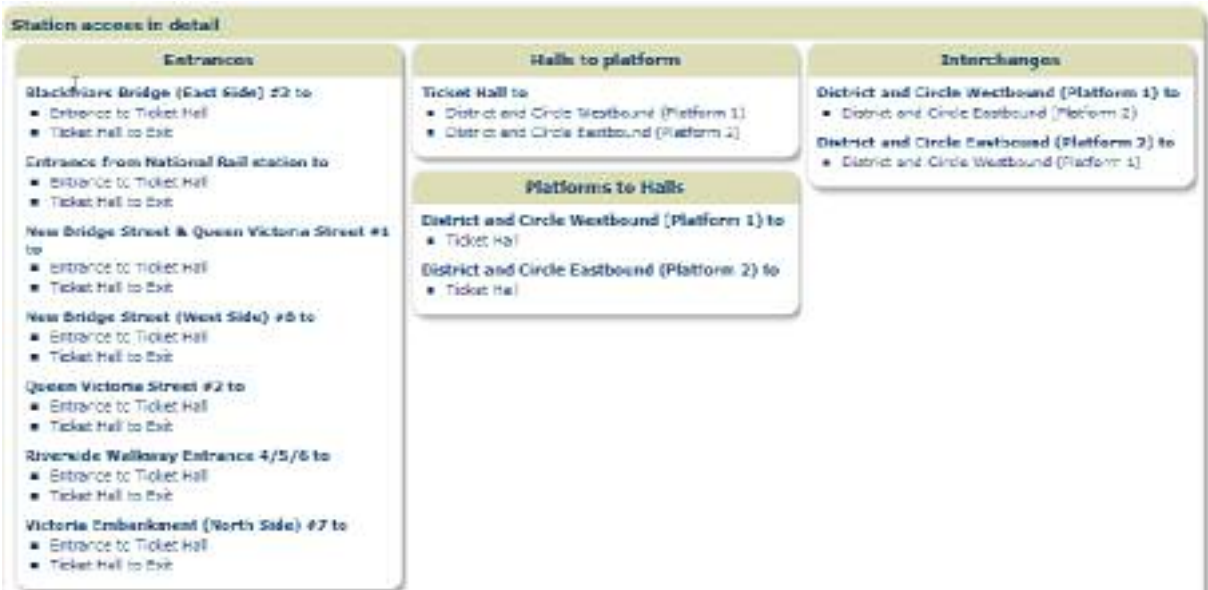 Station access in detail
Entrances
Blackfriars Bridge (East Side) #3 to
Entrance to Ticket Hall
Ticket Hall to Exit
Entrance from National Rail station to
Entrance to Ticket Hall
Ticket Hall to Exit
New Bridge Street & Queen Victoria Street #1
to
Entrance to Ticket Hall
Ticket Hall to Exit
New Bridge Street (West Side) #8 to
Entrance to Ticket Hall
Ticket Hall to Exit
Queen Victoria Street #2 to
Entrance to Ticket Hall
Ticket Hall to Exit
Riverside Walkway Entrance 4/5/6 to
Entrance to Ticket Hall
Ticket Hall to Exit
Victoria Embankment (North Side) #7 to
Entrance to Ticket Hall
Ticket Hall to Exit
Halls to platform
Ticket Hall to
District and Circle Westbound (Platform 1)
District and Circle Eastbound (Platform 2)
Platforms to Halls
District and Circle Westbound (Platform 1) to
Ticket Hall
District and Circle Eastbound (Platform 2) to
Ticket Hall
Interchanges
District and Circle Westbound (Platform 1) to
District and Circle Eastbound (Platform 2)
District and Circle Eastbound (Platform 2) to
District and Circle Westbound (Platform 1)